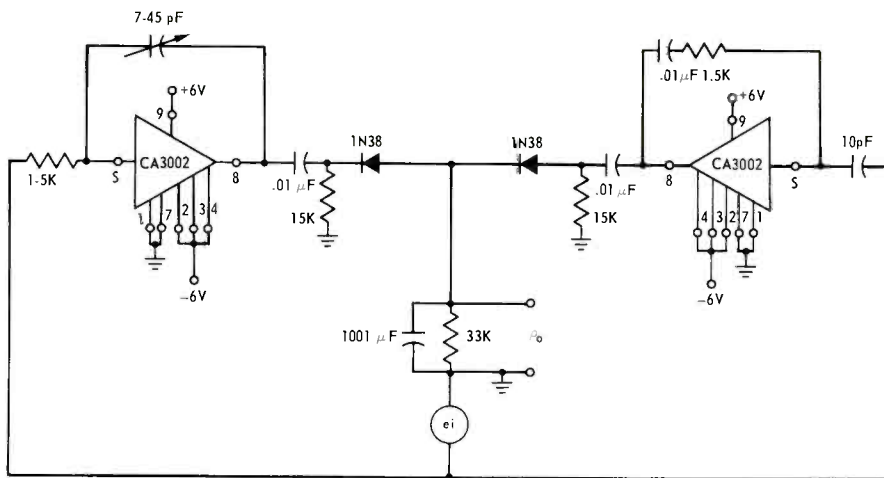 7-45 pF
+6V
9
CA3002
1-5K
S
8
1
7
2
3
4
-6V
.01 μF
1N38
15K
1N38
.01 μF
15K
.01 μF 1.5K
+6V
9
CA3002
10pF
8
S
4
3
2
7
1
-6V
1001 μF
33K
ei